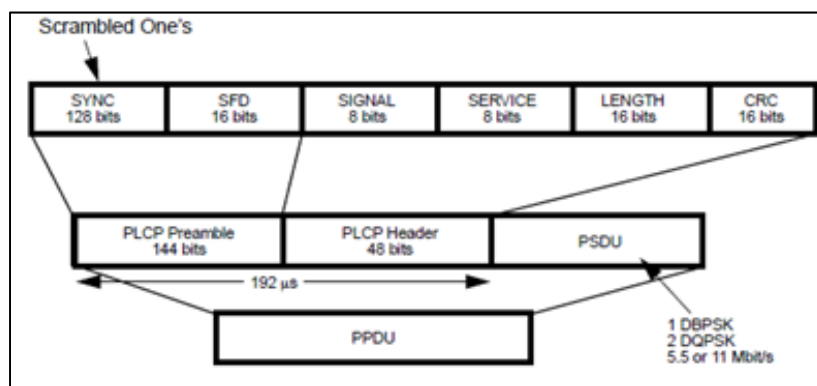 Scrambled One's
SYNC
128 bits
SFD
16 bits
SIGNAL
8 bits
SERVICE
8 bits
LENGTH
16 bits
CRC
16 bits
PLCP Preamble
144 bits
PLCP Header
48 bits
PSDU
192 μs
1 DBPSK
2 DQPSK
5.5 or 11 Mbit/s
PPDU